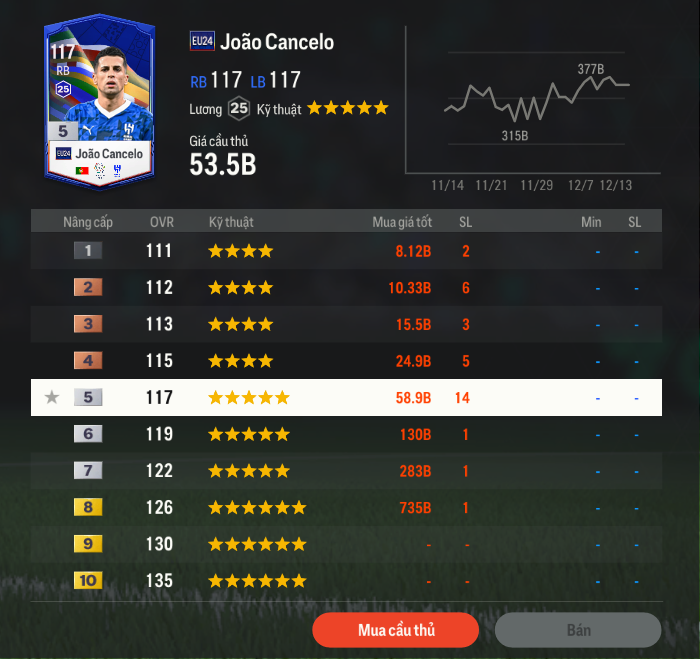 117
RB
25
5
EU24 João Cancelo
EU24 João Cancelo
RB 117 LB 117
Lương 25 Kỹ thuật
Giá cầu thủ
53.5B
377B
315B
11/14 11/21 11/29 12/7 12/13
Nâng cấp OVR Kỹ thuật Mua giá tốt SL Min SL
1 111 8.12B 2 - -
2 112 10.33B 6 - -
3 113 15.5B 3 - -
4 115 24.9B 5 - -
5 117 58.9B 14 - -
6 119 130B 1 - -
7 122 283B 1 - -
8 126 735B 1 - -
9 130 - - - -
10 135 - - - -
Mua cầu thủ Bán